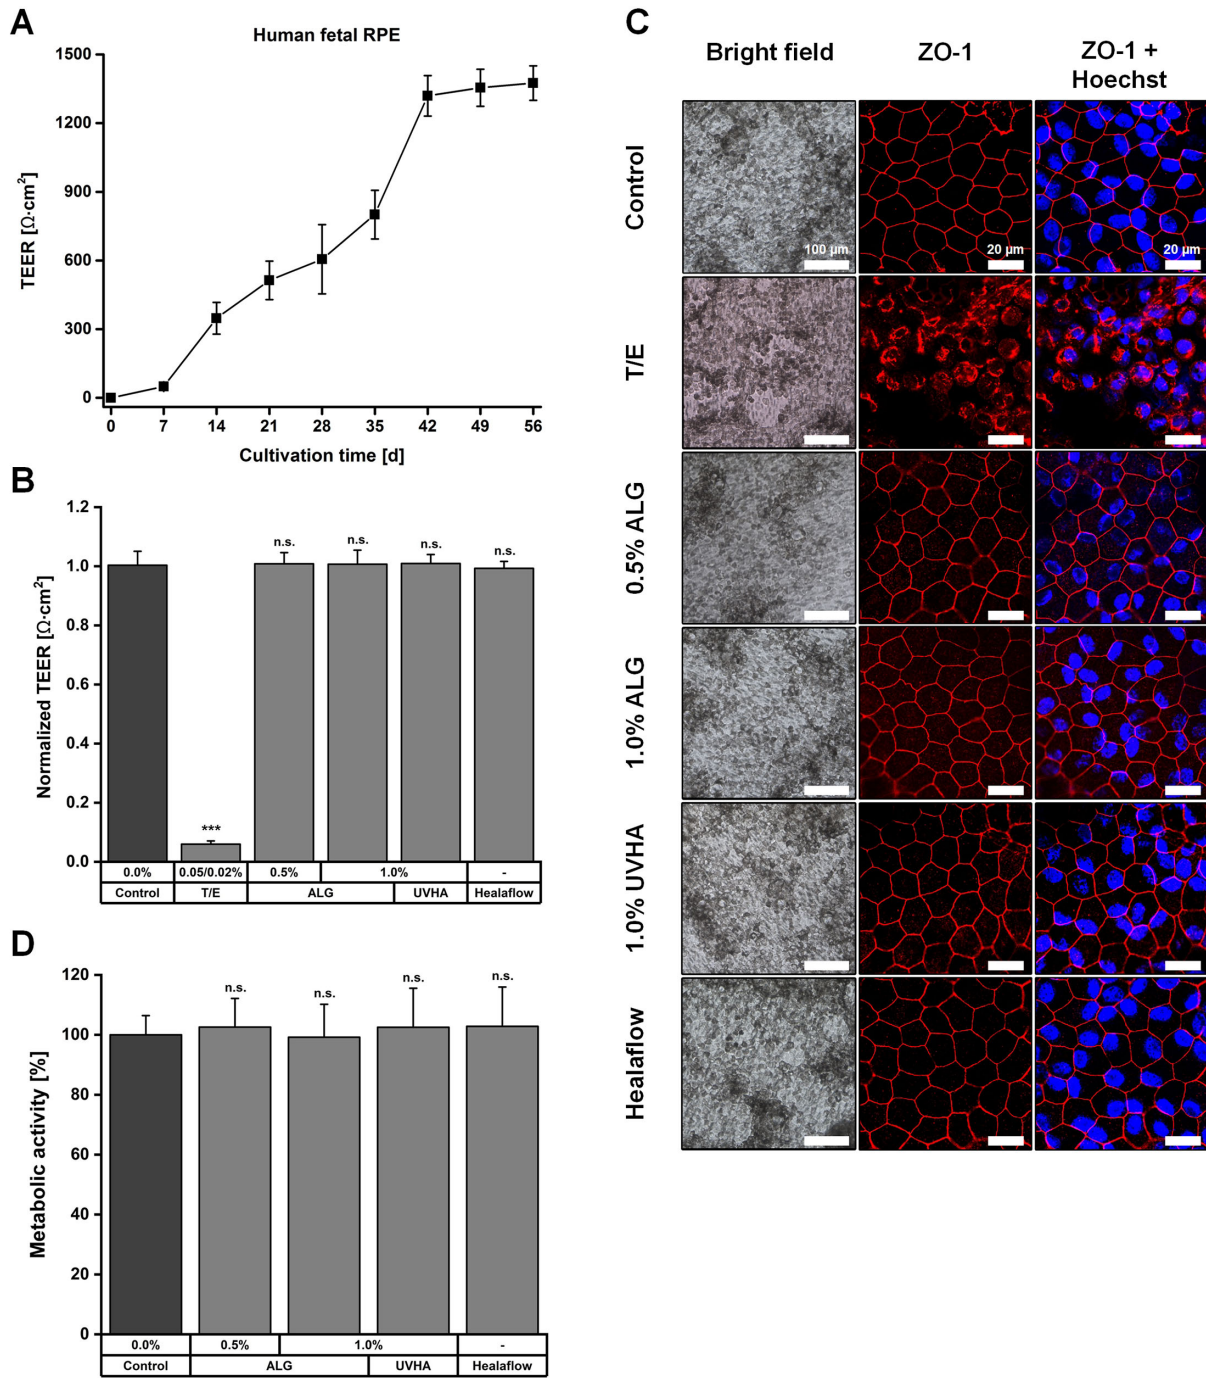 A
Human fetal RPE
1500
1200
900
600
300
0
TEER [Ω·cm²]
0 7 14 21 28 35 42 49 56
Cultivation time [d]
B
1.2
1.0
0.8
0.6
0.4
0.2
0.0
Normalized TEER [Ω·cm²]
n.s. n.s. n.s. n.s.
***
0.0% 0.05/0.02% 0.5% 1.0% -
Control T/E ALG UVHA Healaflow
D
120
100
80
60
40
20
0
Metabolic activity [%]
n.s. n.s. n.s. n.s.
0.0% 0.5% 1.0% -
Control ALG UVHA Healaflow
C
Bright field ZO-1 ZO-1 +
Hoechst
Control
100 µm 20 µm 20 µm
T/E
0.5% ALG
1.0% ALG
1.0% UVHA
Healaflow